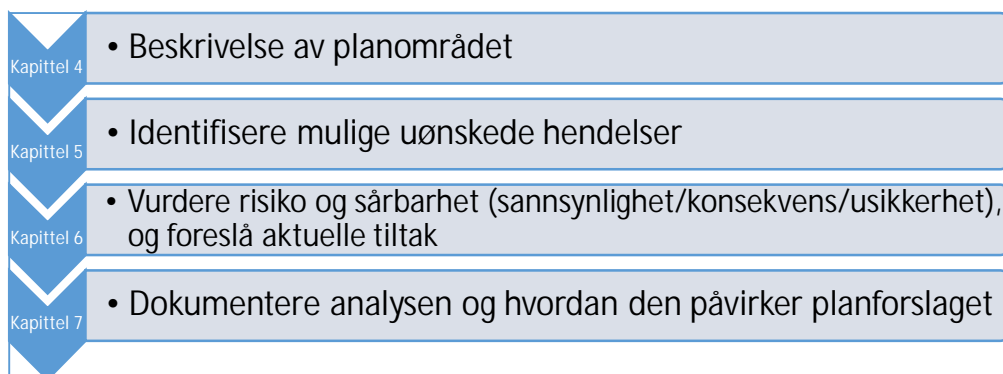 Kapittel 4
• Beskrivelse av planområdet
Kapittel 5
• Identifisere mulige uønskede hendelser
Kapittel 6
• Vurdere risiko og sårbarhet (sannsynlighet/konsekvens/usikkerhet),
og foreslå aktuelle tiltak
Kapittel 7
• Dokumentere analysen og hvordan den påvirker planforslaget